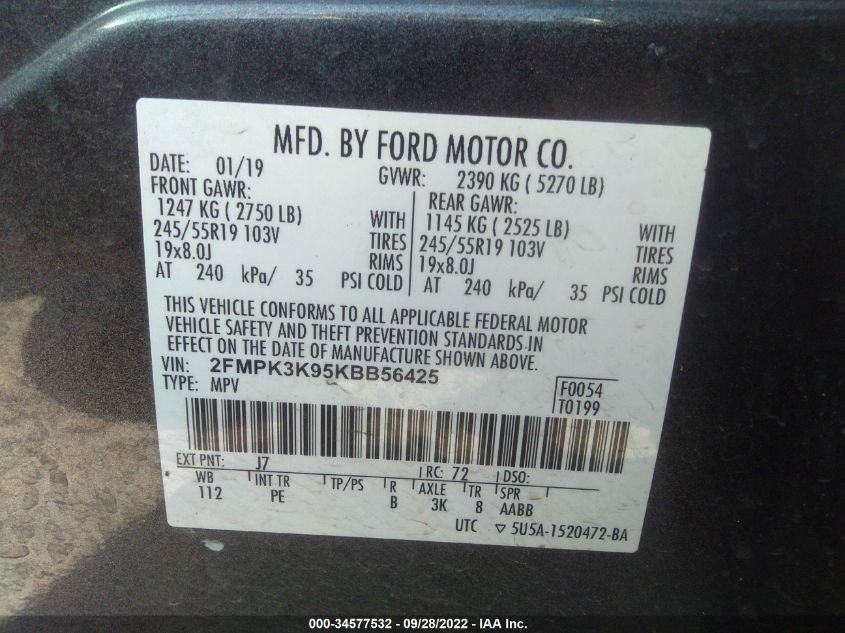 MFD. BY FORD MOTOR CO.
DATE: 01/19 GVWR: 2390 KG ( 5270 LB)
FRONT GAWR: REAR GAWR:
1247 KG ( 2750 LB) WITH 1145 KG ( 2525 LB) WITH
245/55R19 103V TIRES 245/55R19 103V TIRES
19x8.0J RIMS 19x8.0J RIMS
AT 240 kPa/ 35 PSI COLD AT 240 kPa/ 35 PSI COLD
THIS VEHICLE CONFORMS TO ALL APPLICABLE FEDERAL MOTOR
VEHICLE SAFETY AND THEFT PREVENTION STANDARDS IN
EFFECT ON THE DATE OF MANUFACTURE SHOWN ABOVE.
VIN: 2FMPK3K95KBB56425 F0054
TYPE: MPV T0199
EXT PNT: J7 RC: 72 DSO:
WB INT TR TP/PS R AXLE TR SPR
112 PE B 3K 8 AABB
UTC ▽ 5U5A-1520472-BA
000-34577532 - 09/28/2022 - IAA Inc.